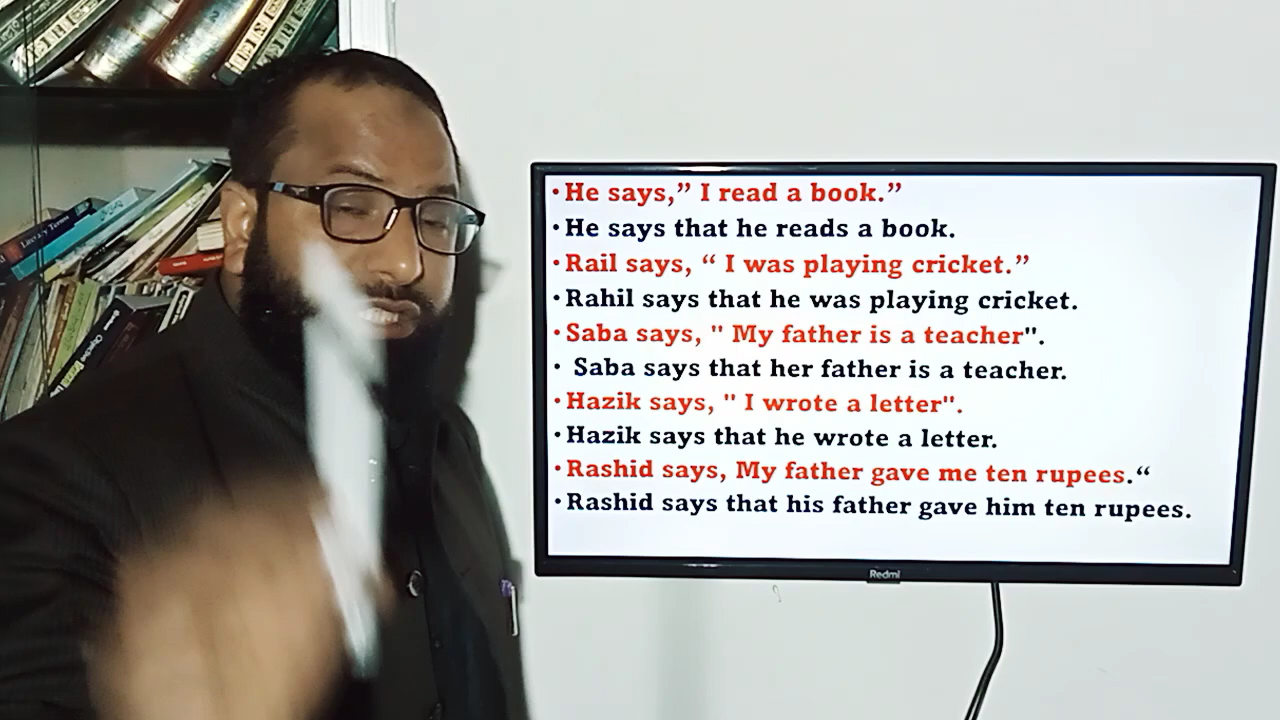 •He says,” I read a book.”
•He says that he reads a book.
•Rail says, “ I was playing cricket.”
•Rahil says that he was playing cricket.
•Saba says, " My father is a teacher".
• Saba says that her father is a teacher.
•Hazik says, " I wrote a letter".
•Hazik says that he wrote a letter.
•Rashid says, My father gave me ten rupees.“
•Rashid says that his father gave him ten rupees.
Redmi
Literary Terms
Objective